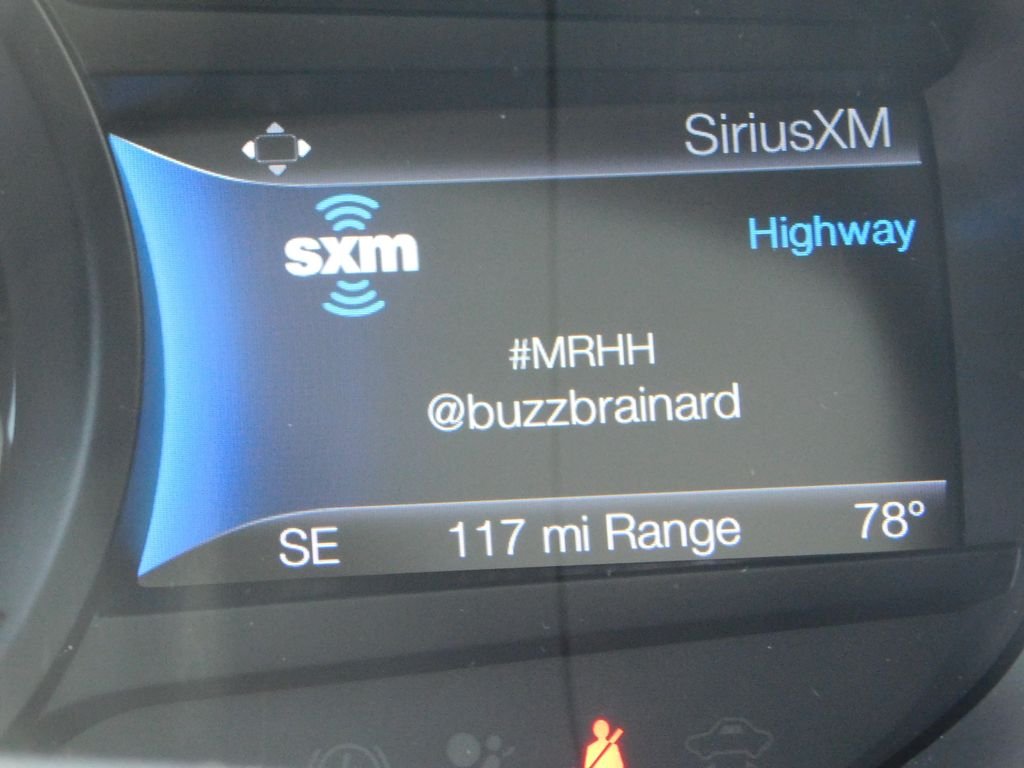 SiriusXM
sxm
Highway
#MRHH
@buzzbrainard
SE 117 mi Range 78°